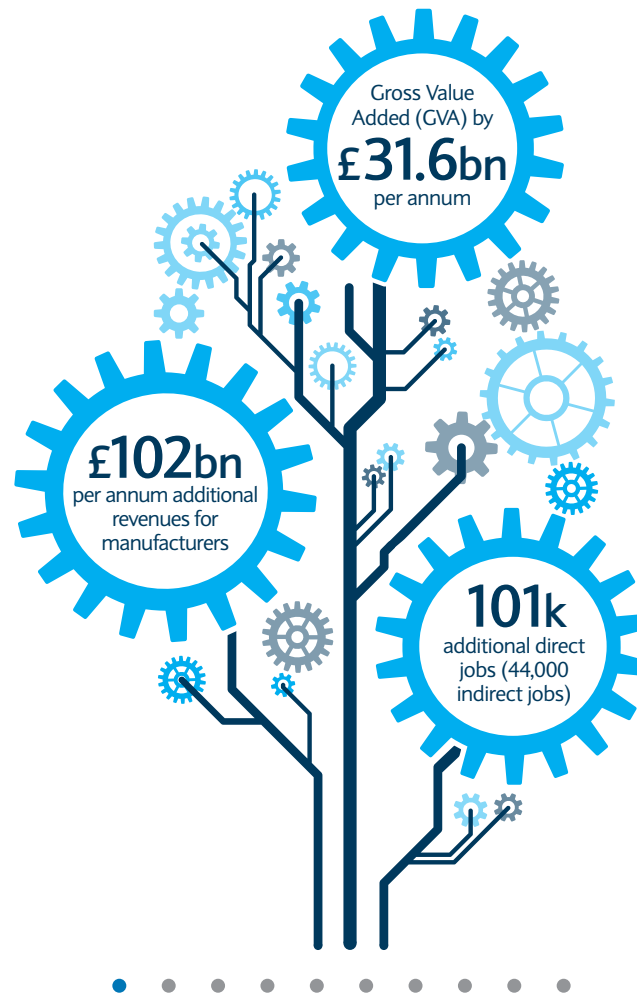 Gross Value
Added (GVA) by
£31.6bn
per annum
£102bn
per annum additional
revenues for
manufacturers
101k
additional direct
jobs (44,000
indirect jobs)